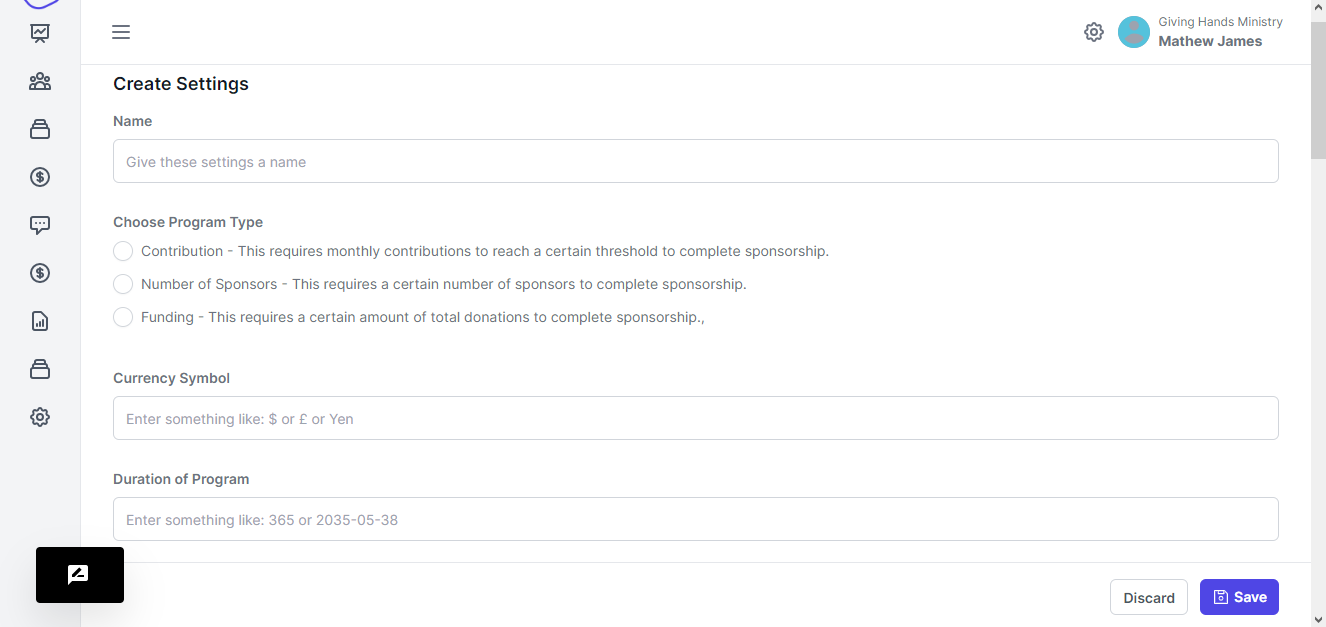 Giving Hands Ministry
Mathew James
Create Settings
Name
Give these settings a name
Choose Program Type
Contribution - This requires monthly contributions to reach a certain threshold to complete sponsorship.
Number of Sponsors - This requires a certain number of sponsors to complete sponsorship.
Funding - This requires a certain amount of total donations to complete sponsorship.,
Currency Symbol
Enter something like: $ or £ or Yen
Duration of Program
Enter something like: 365 or 2035-05-38
Discard
Save